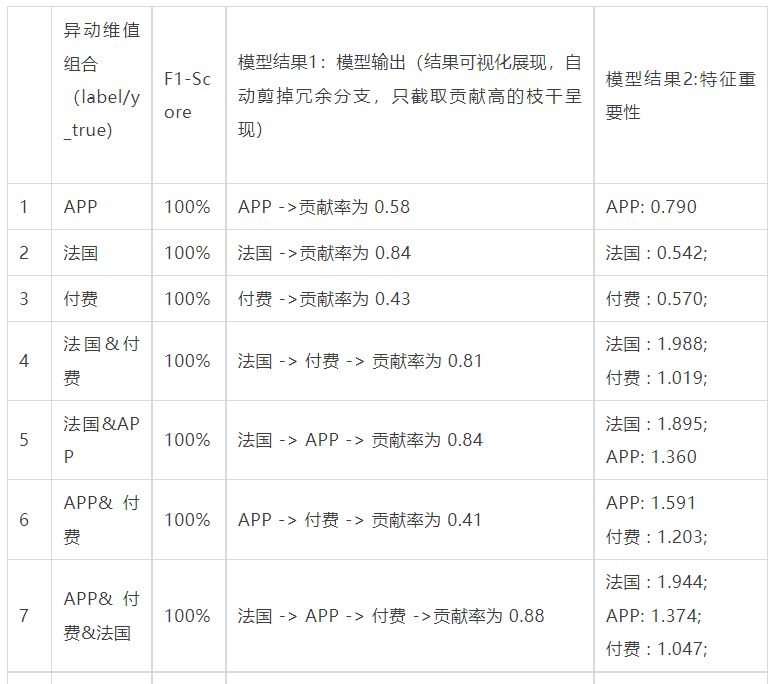 异动维值
组合
（label/y
_true)
F1-Sc
ore
模型结果1：模型输出（结果可视化展现，自
动剪掉冗余分支，只截取贡献高的枝干呈
现）
模型结果2:特征重
要性
1
APP
100%
APP ->贡献率为 0.58
APP: 0.790
2
法国
100%
法国 ->贡献率为 0.84
法国 : 0.542;
3
付费
100%
付费 ->贡献率为 0.43
付费 : 0.570;
4
法国&付
费
100%
法国 -> 付费 -> 贡献率为 0.81
法国 : 1.988;
付费 : 1.019;
5
法国&AP
P
100%
法国 -> APP -> 贡献率为 0.84
法国 : 1.895;
APP: 1.360
6
APP& 付
费
100%
APP -> 付费 -> 贡献率为 0.41
APP: 1.591
付费 : 1.203;
7
APP& 付
费&法国
100%
法国 -> APP -> 付费 ->贡献率为 0.88
法国 : 1.944;
APP: 1.374;
付费 : 1.047;